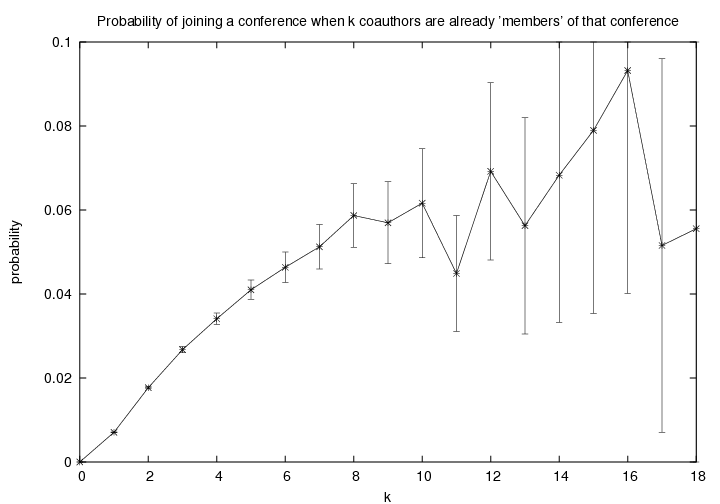 Probability of joining a conference when k coauthors are already 'members' of that conference
0.1
0.08
0.06
0.04
0.02
0
probability
0 2 4 6 8 10 12 14 16 18
k